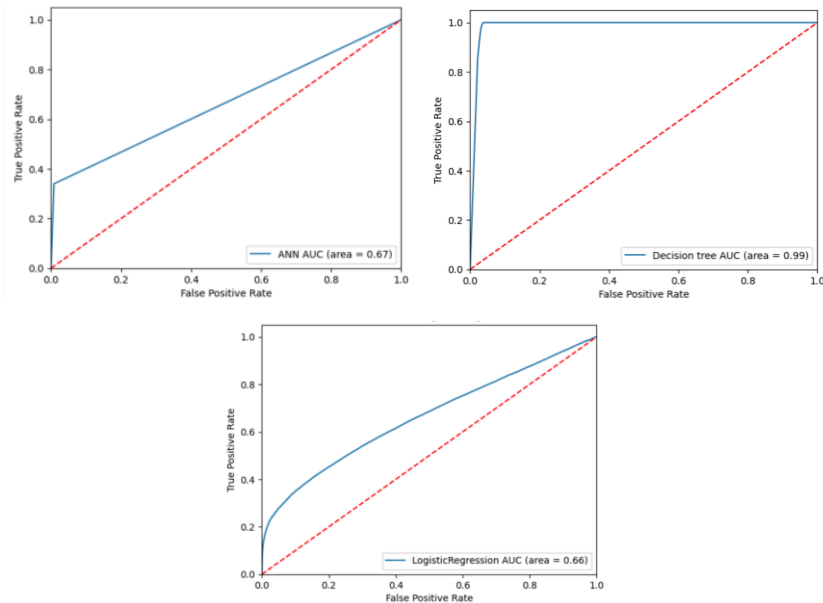 1.0
0.8
0.6
0.4
0.2
0.0
True Positive Rate
ANN AUC (area = 0.67)
0.0 0.2 0.4 0.6 0.8 1.0
False Positive Rate
1.0
0.8
0.6
0.4
0.2
0.0
True Positive Rate
Decision tree AUC (area = 0.99)
0.0 0.2 0.4 0.6 0.8 1.0
False Positive Rate
1.0
0.8
0.6
0.4
0.2
0.0
True Positive Rate
LogisticRegression AUC (area = 0.66)
0.0 0.2 0.4 0.6 0.8 1.0
False Positive Rate